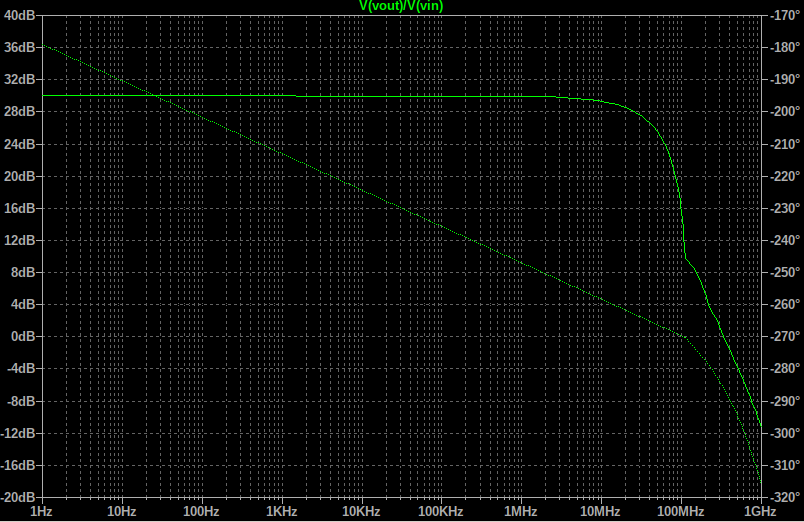 V(vout)/V(vin)
40dB -170°
36dB -180°
32dB -190°
28dB -200°
24dB -210°
20dB -220°
16dB -230°
12dB -240°
8dB -250°
4dB -260°
0dB -270°
-4dB -280°
-8dB -290°
-12dB -300°
-16dB -310°
-20dB -320°
1Hz 10Hz 100Hz 1KHz 10KHz 100KHz 1MHz 10MHz 100MHz 1GHz